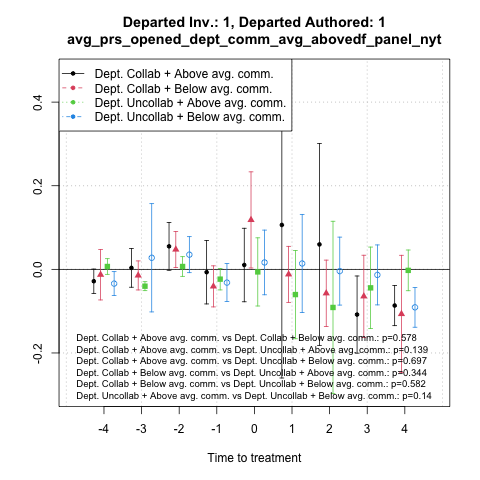 Departed Inv.: 1, Departed Authored: 1
avg_prs_opened_dept_comm_avg_abovedf_panel_nyt
Dept. Collab + Above avg. comm.
Dept. Collab + Below avg. comm.
Dept. Uncollab + Above avg. comm.
Dept. Uncollab + Below avg. comm.
0.4
0.2
0.0
-0.2
Dept. Collab + Above avg. comm. vs Dept. Collab + Below avg. comm.: p=0.578
Dept. Collab + Above avg. comm. vs Dept. Uncollab + Above avg. comm.: p=0.139
Dept. Collab + Above avg. comm. vs Dept. Uncollab + Below avg. comm.: p=0.697
Dept. Collab + Below avg. comm. vs Dept. Uncollab + Above avg. comm.: p=0.344
Dept. Collab + Below avg. comm. vs Dept. Uncollab + Below avg. comm.: p=0.582
Dept. Uncollab + Above avg. comm. vs Dept. Uncollab + Below avg. comm.: p=0.14
-4 -3 -2 -1 0 1 2 3 4
Time to treatment